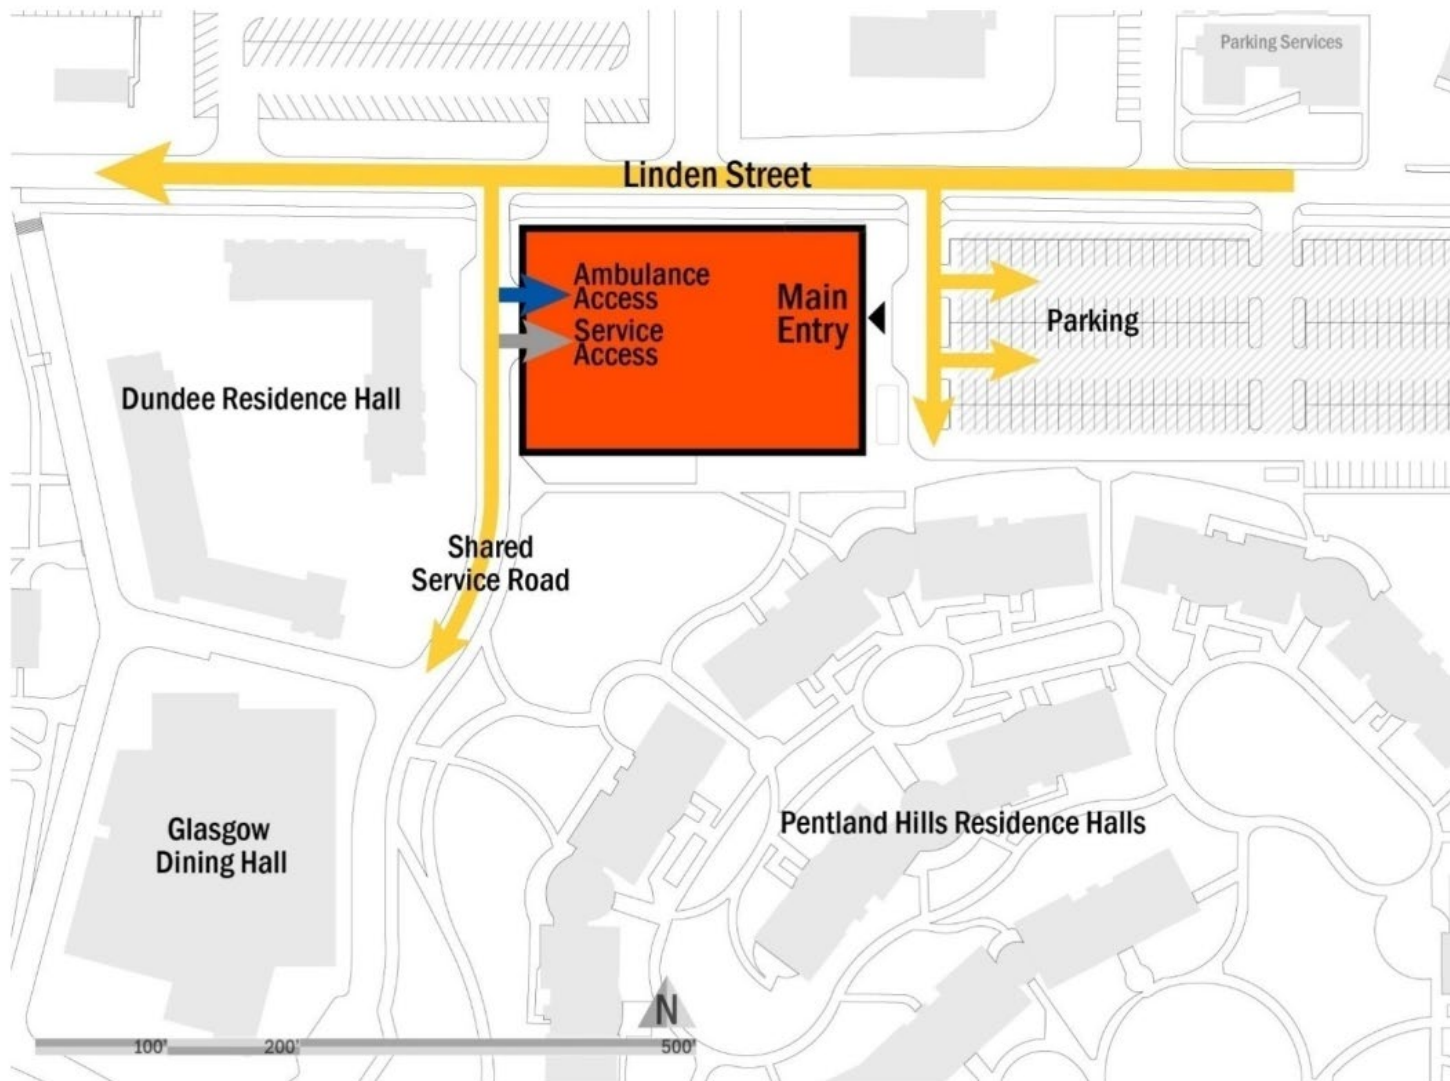 Parking Services
Linden Street
Ambulance
Access
Main
Entry
Service
Access
Parking
Dundee Residence Hall
Shared
Service Road
Glasgow
Dining Hall
Pentland Hills Residence Halls
N
100' 200' 500'